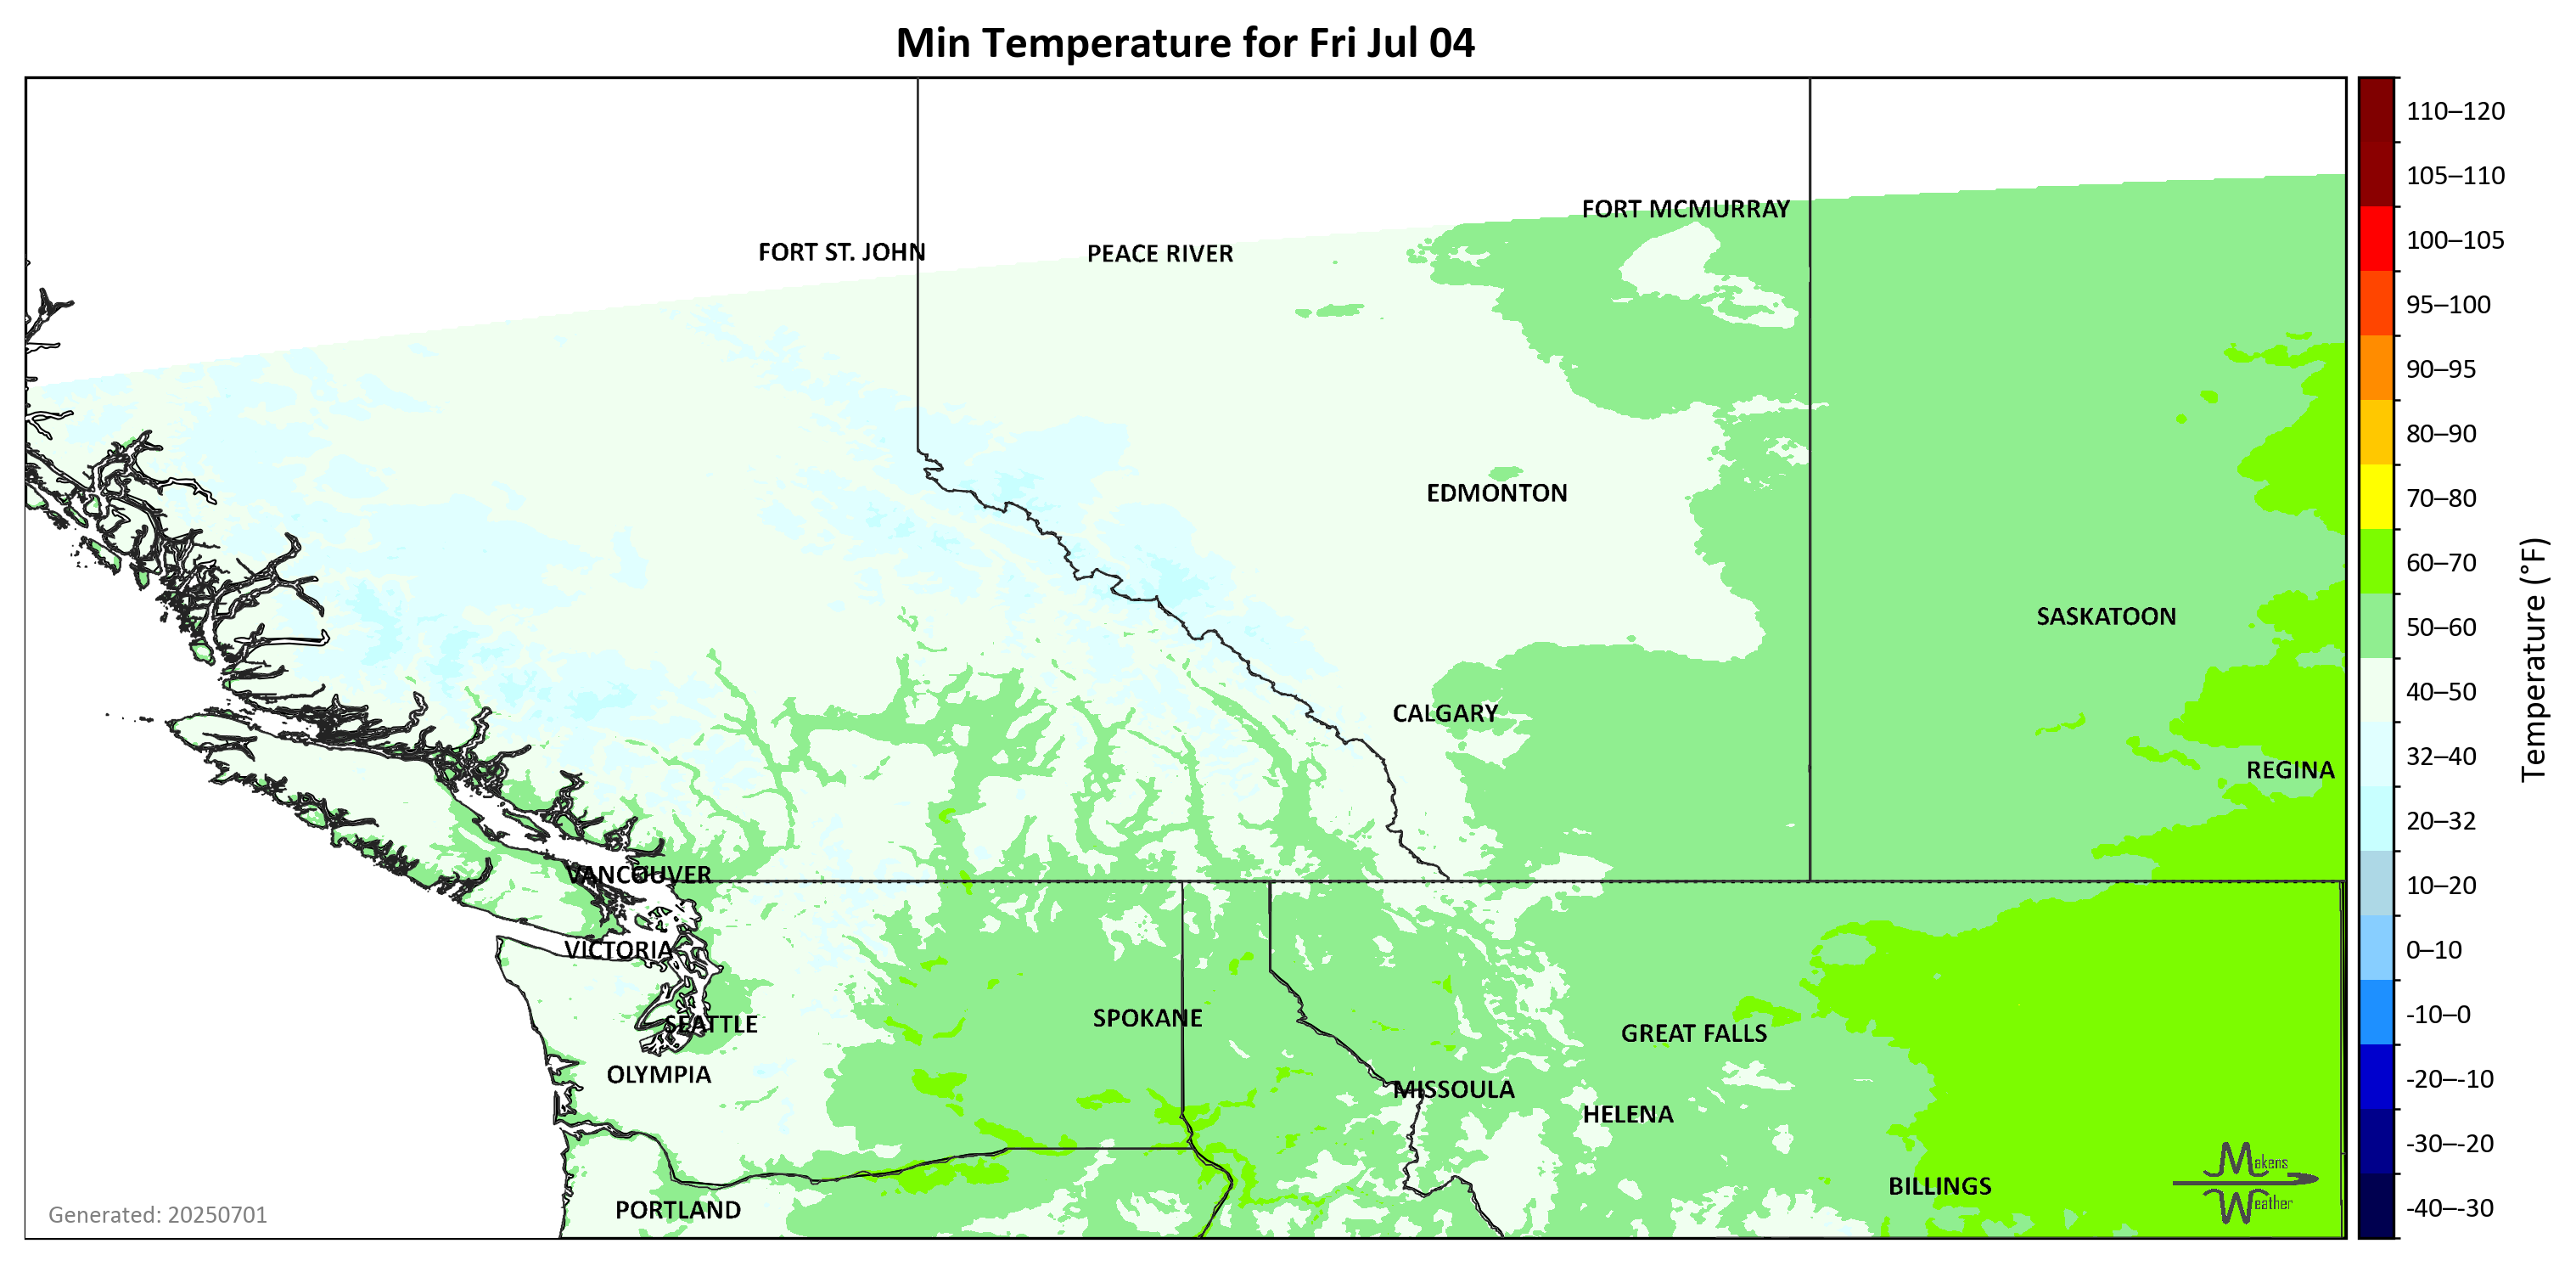 Min Temperature for Fri Jul 04
110–120
105–110
100–105
95–100
90–95
80–90
70–80
60–70
50–60
40–50
32–40
20–32
10–20
0–10
-10–0
-20–-10
-30–-20
-40–-30
Temperature (°F)
FORT MCMURRAY
FORT ST. JOHN
PEACE RIVER
EDMONTON
SASKATOON
CALGARY
REGINA
VANCOUVER
VICTORIA
SEATTLE
SPOKANE
GREAT FALLS
OLYMPIA
MISSOULA
HELENA
BILLINGS
PORTLAND
Makens
Weather
Generated: 20250701